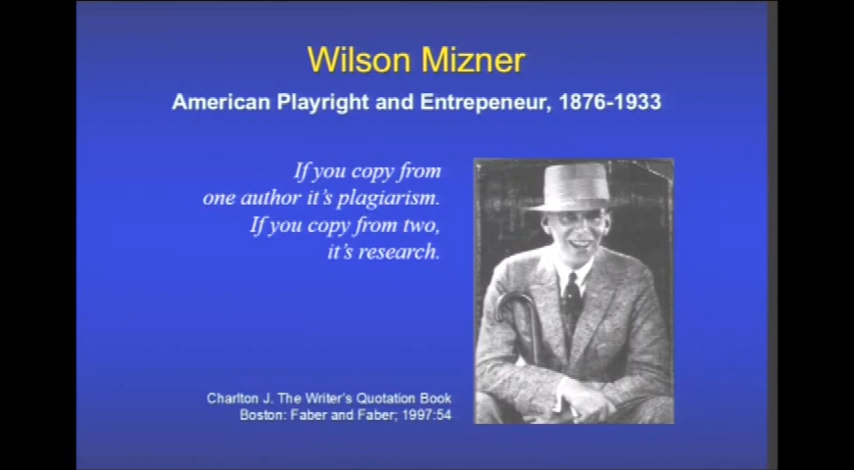 Wilson Mizner
American Playright and Entrepeneur, 1876-1933
If you copy from
one author it's plagiarism.
If you copy from two,
it's research.
Charlton J. The Writer's Quotation Book
Boston: Faber and Faber; 1997:54